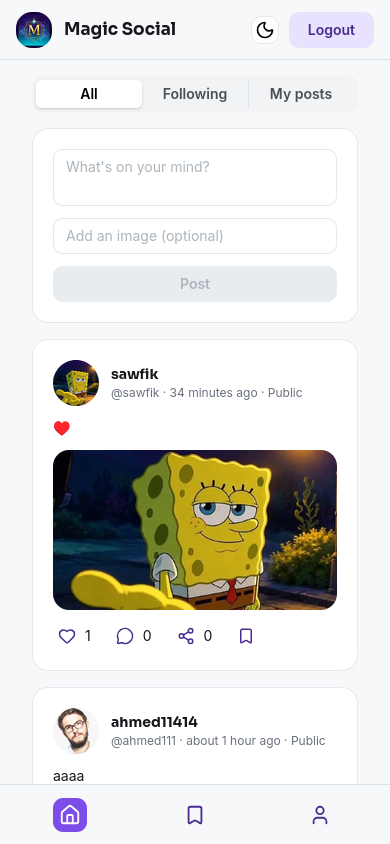 M
Magic Social
Logout
All
Following
My posts
What's on your mind?
Add an image (optional)
Post
sawfik
@sawfik · 34 minutes ago · Public
1
0
0
ahmed11414
@ahmed111 · about 1 hour ago · Public
aaaa